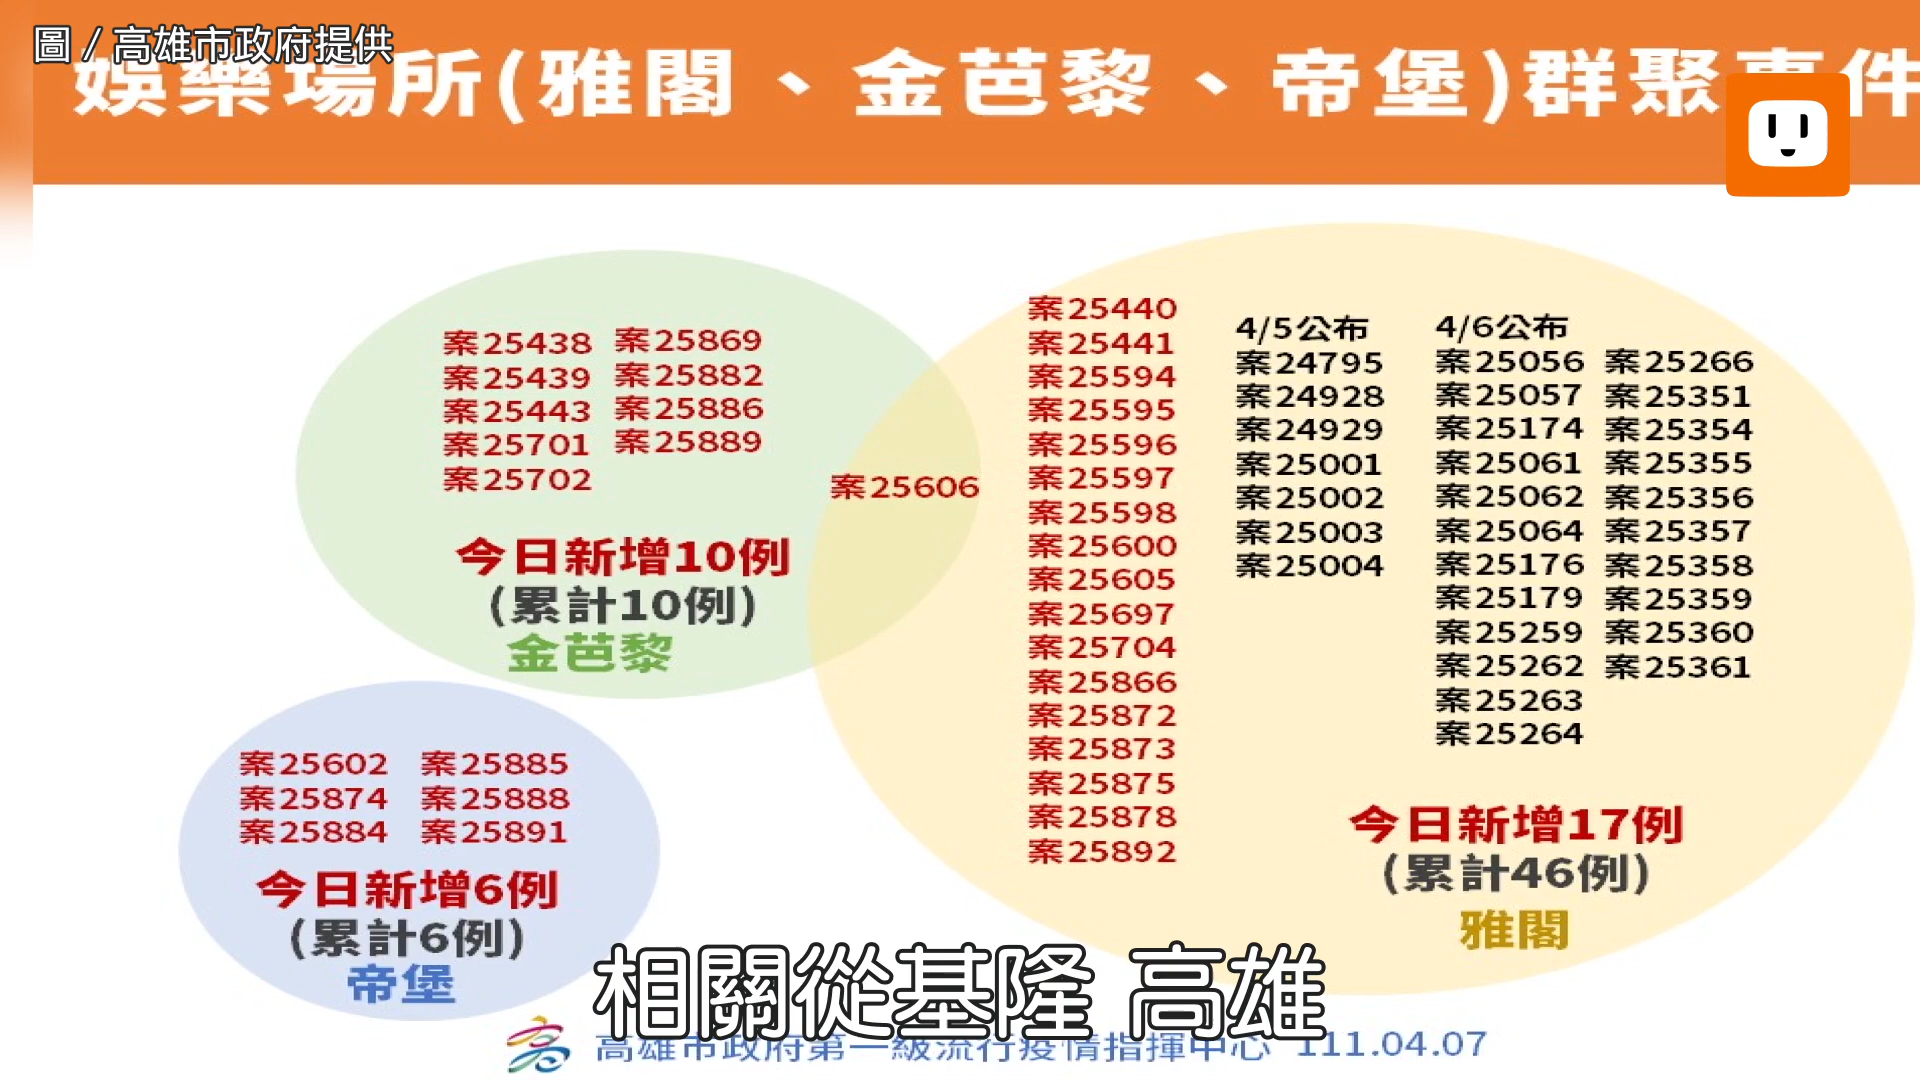 圖/高雄市政府提供
娛樂場所(雅閣、金芭黎、帝堡)群聚事件
案25438 案25869
案25439 案25882
案25443 案25886
案25701 案25889
案25702
今日新增10例
(累計10例)
金芭黎
案25606
案25440
案25441
案25594
案25595
案25596
案25597
案25598
案25600
案25605
案25697
案25704
案25866
案25872
案25873
案25875
案25878
案25892
4/5公布
案24795
案24928
案24929
案25001
案25002
案25003
案25004
4/6公布
案25056 案25266
案25057 案25351
案25174 案25354
案25061 案25355
案25062 案25356
案25064 案25357
案25176 案25358
案25179 案25359
案25259 案25360
案25262 案25361
案25263
案25264
今日新增17例
(累計46例)
雅閣
案25602 案25885
案25874 案25888
案25884 案25891
今日新增6例
(累計6例)
帝堡
相關從基隆 高雄
高雄市政府第一級流行疫情指揮中心 111.04.07